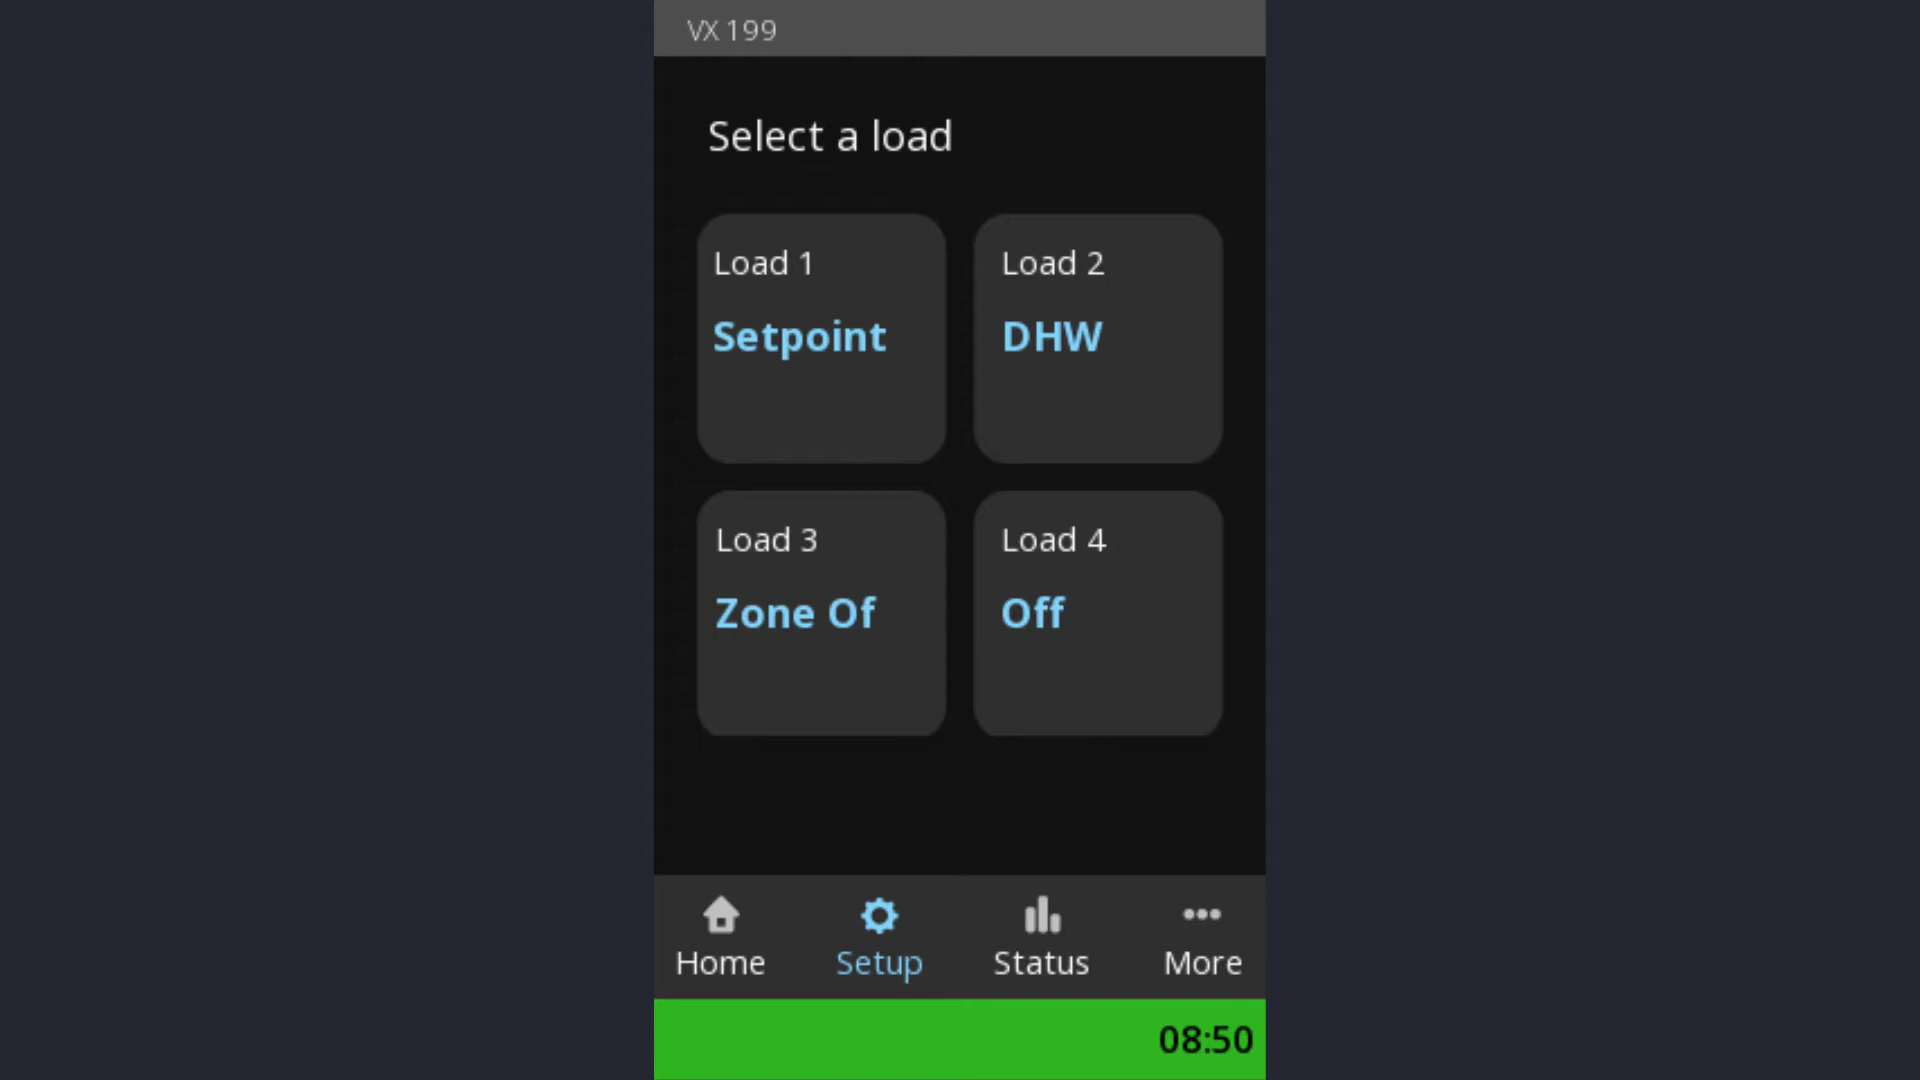 VX 199
Select a load
Load 1
Setpoint
Load 2
DHW
Load 3
Zone Of
Load 4
Off
Home
Setup
Status
More
08:50